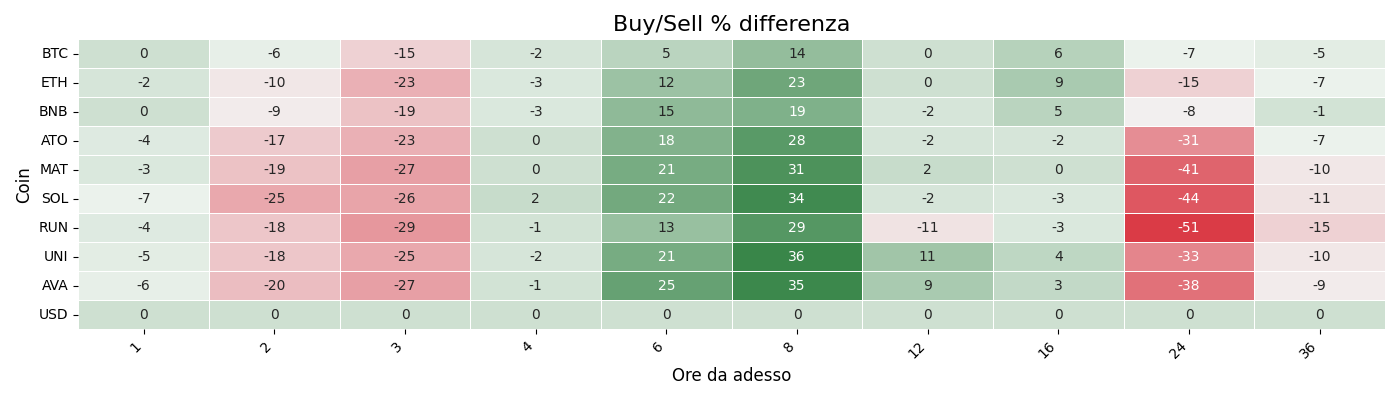 Buy/Sell % differenza
Coin
BTC 0 -6 -15 -2 5 14 0 6 -7 -5
ETH -2 -10 -23 -3 12 23 0 9 -15 -7
BNB 0 -9 -19 -3 15 19 -2 5 -8 -1
ATO -4 -17 -23 0 18 28 -2 -2 -31 -7
MAT -3 -19 -27 0 21 31 2 0 -41 -10
SOL -7 -25 -26 2 22 34 -2 -3 -44 -11
RUN -4 -18 -29 -1 13 29 -11 -3 -51 -15
UNI -5 -18 -25 -2 21 36 11 4 -33 -10
AVA -6 -20 -27 -1 25 35 9 3 -38 -9
USD 0 0 0 0 0 0 0 0 0 0
1 2 3 4 6 8 12 16 24 36
Ore da adesso